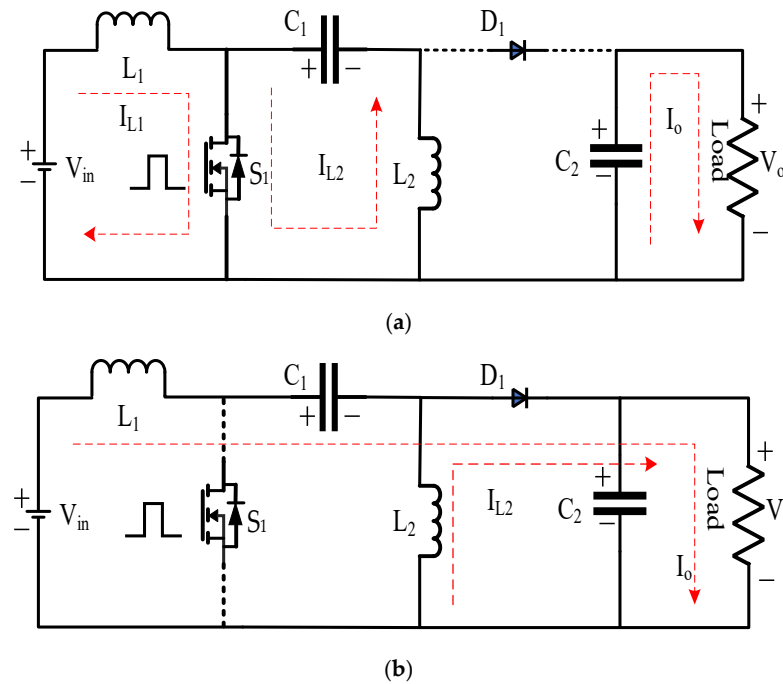 C1
D1
L1
+ −
IL1
Io
+
Load
+
+
Vin
S1
IL2
L2
C2
−
Vo
−
−
(a)
C1
D1
L1
+ −
+
Load
+
+
Vin
S1
L2
IL2
C2
−
V
−
Io
−
(b)